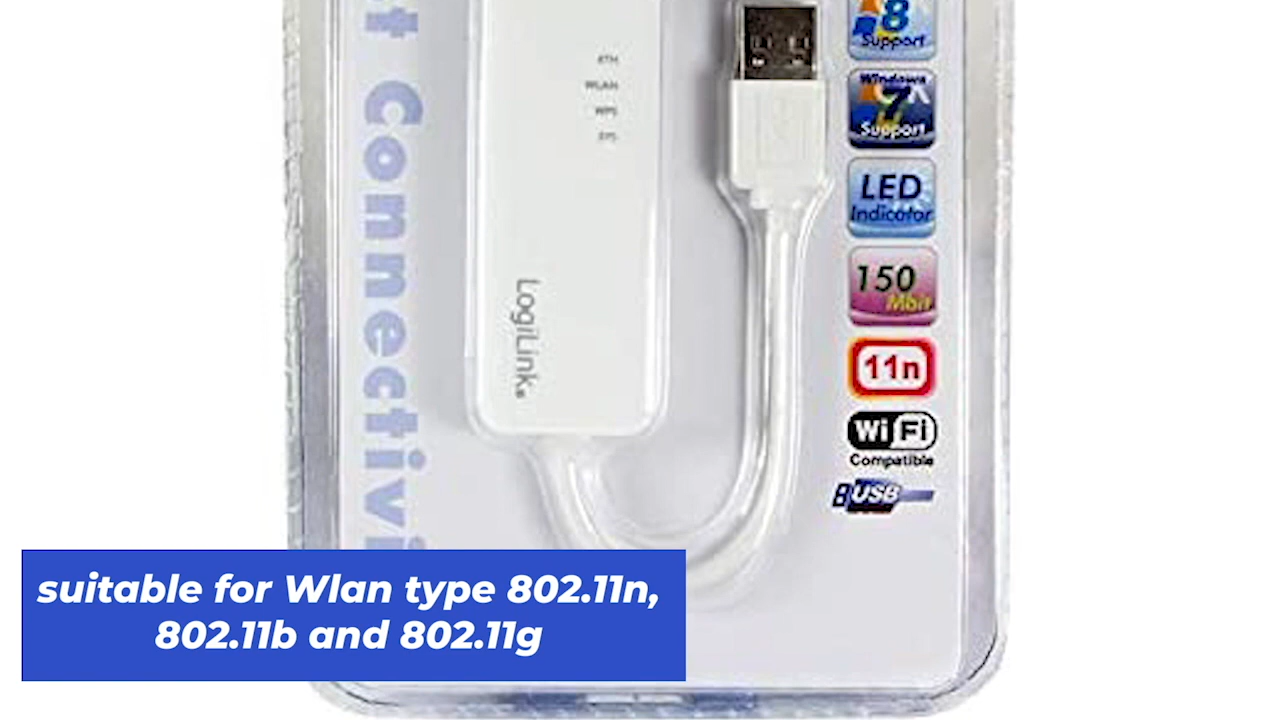 t Connectivi
ETH
WLAN
WPS
SYS
LogiLink®
8
Support
Windows
7
Support
LED
Indicator
150
Mbit
11n
WiFi
Compatible
USB
suitable for Wlan type 802.11n,
802.11b and 802.11g